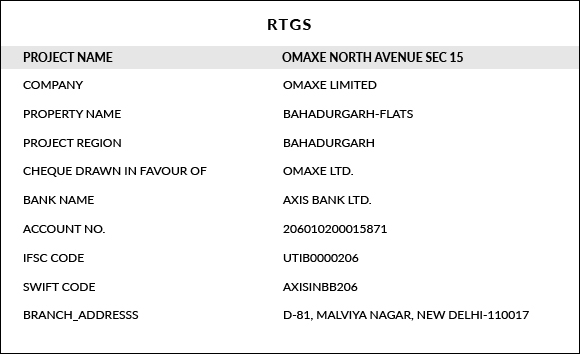 RTGS
PROJECT NAME OMAXE NORTH AVENUE SEC 15
COMPANY OMAXE LIMITED
PROPERTY NAME BAHADURGARH-FLATS
PROJECT REGION BAHADURGARH
CHEQUE DRAWN IN FAVOUR OF OMAXE LTD.
BANK NAME AXIS BANK LTD.
ACCOUNT NO. 206010200015871
IFSC CODE UTIB0000206
SWIFT CODE AXISINBB206
BRANCH_ADDRESSS D-81, MALVIYA NAGAR, NEW DELHI-110017